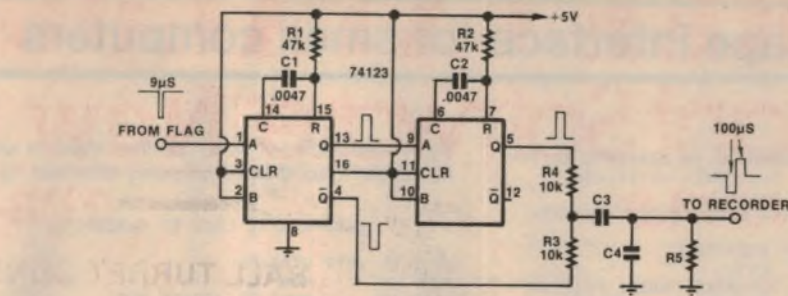 +5V
R1
47k
R2
47k
C1
.0047
C2
.0047
74123
9µS
FROM FLAG
14
15
C
R
1
A
Q
13
3
CLR
16
2
B
Q̅
4
8
6
7
C
R
9
A
Q
5
11
CLR
10
B
Q̅
12
R4
10k
R3
10k
C3
C4
R5
100µS
TO RECORDER